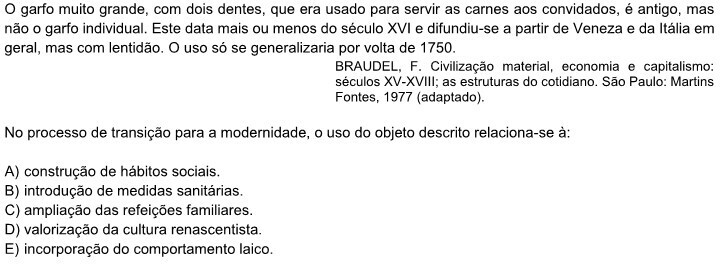 O garfo muito grande, com dois dentes, que era usado para servir as carnes aos convidados, é antigo, mas
não o garfo individual. Este data mais ou menos do século XVI e difundiu-se a partir de Veneza e da Itália em
geral, mas com lentidão. O uso só se generalizaria por volta de 1750.
BRAUDEL, F. Civilização material, economia e capitalismo:
séculos XV-XVIII; as estruturas do cotidiano. São Paulo: Martins
Fontes, 1977 (adaptado).
No processo de transição para a modernidade, o uso do objeto descrito relaciona-se à:
A) construção de hábitos sociais.
B) introdução de medidas sanitárias.
C) ampliação das refeições familiares.
D) valorização da cultura renascentista.
E) incorporação do comportamento laico.